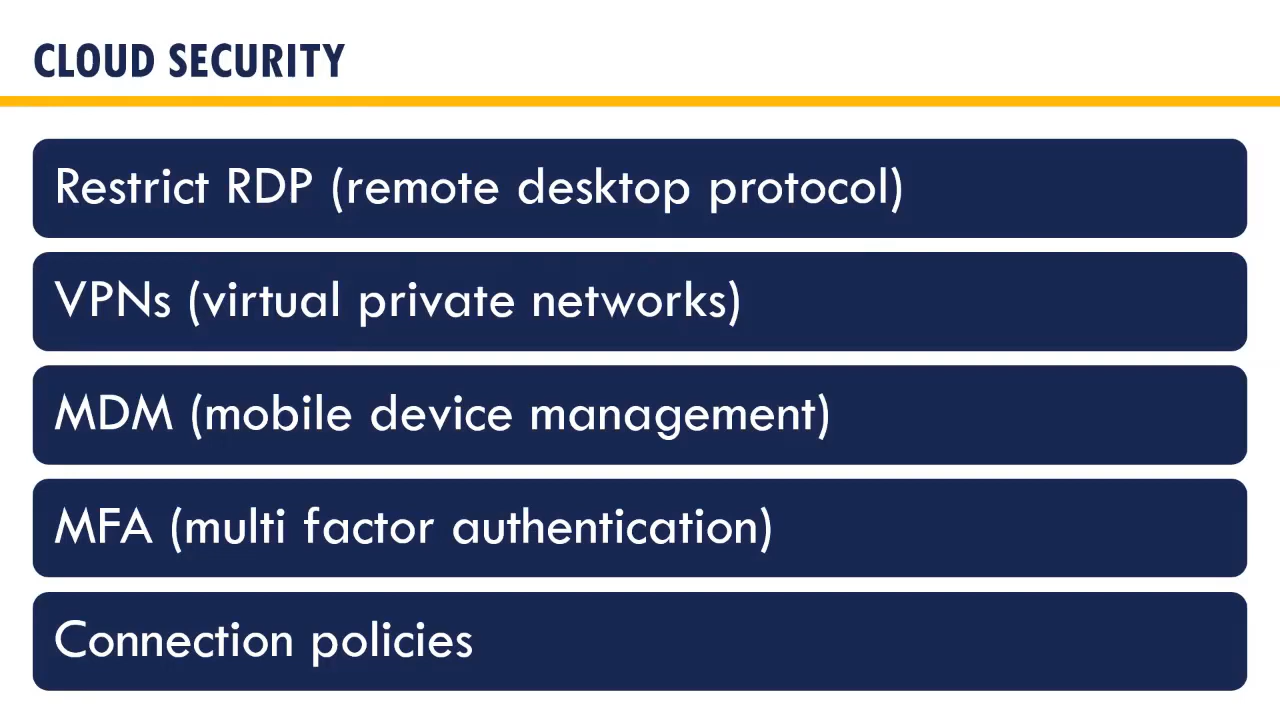 CLOUD SECURITY
Restrict RDP (remote desktop protocol)
VPNs (virtual private networks)
MDM (mobile device management)
MFA (multi factor authentication)
Connection policies